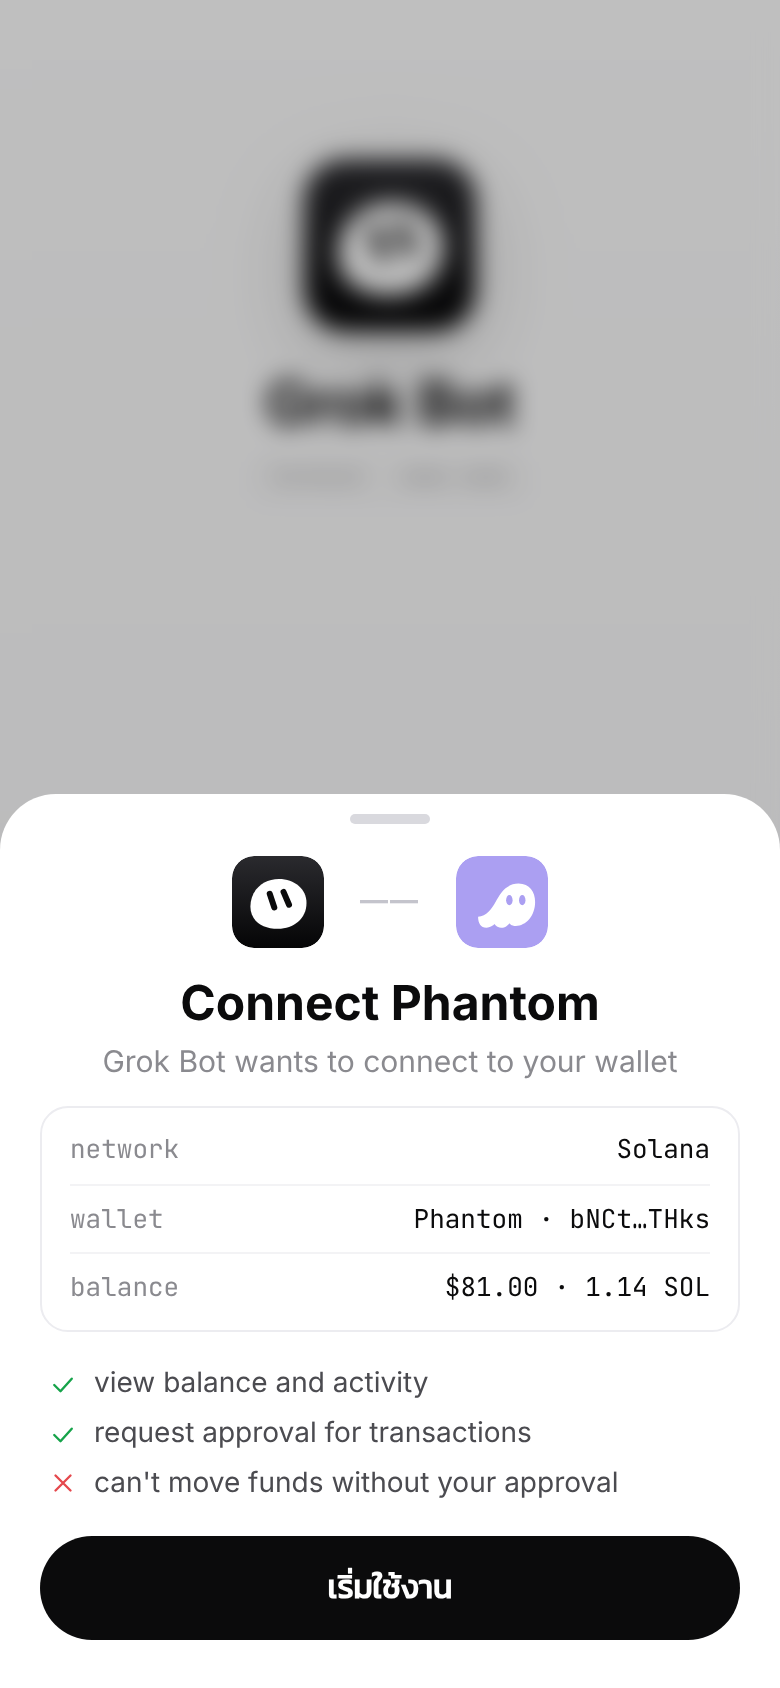 Grok Bot
Connect Phantom
Grok Bot wants to connect to your wallet
network Solana
wallet Phantom · bNCt…THks
balance $81.00 · 1.14 SOL
view balance and activity
request approval for transactions
can't move funds without your approval
เริ่มใช้งาน